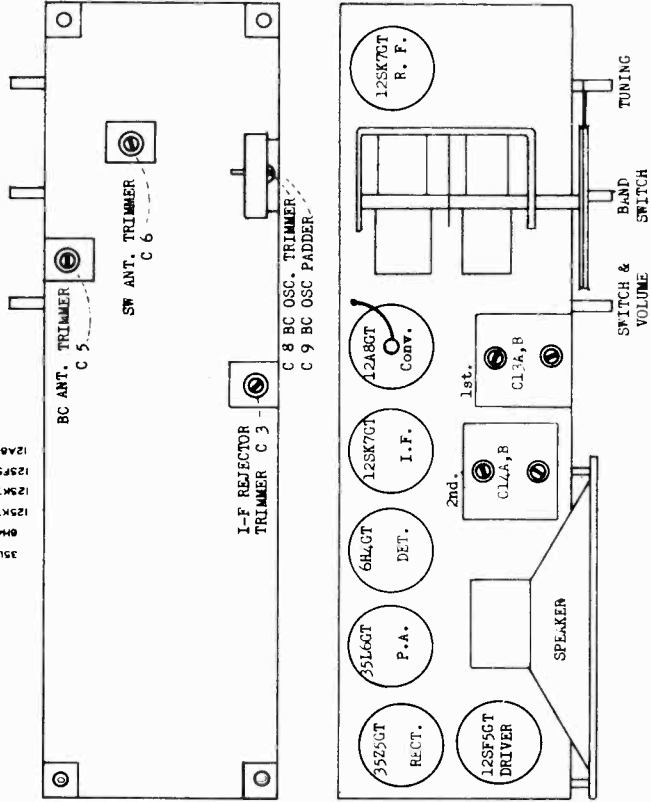 BC ANT. TRIMMER
C 5
SW ANT. TRIMMER
C 6
C 8 BC OSC. TRIMMER
C 9 BC OSC PADDER
I-F REJECTOR
TRIMMER C 3
12SK7GT
R. F.
12A8GT
Conv.
12SK7GT
I.F.
6H4GT
DET.
35L6GT
P.A.
35Z5GT
RECT.
12SF5GT
DRIVER
1st.
C13A,B
2nd.
C14A,B
SPEAKER
TUNING
BAND
SWITCH
SWITCH &
VOLUME